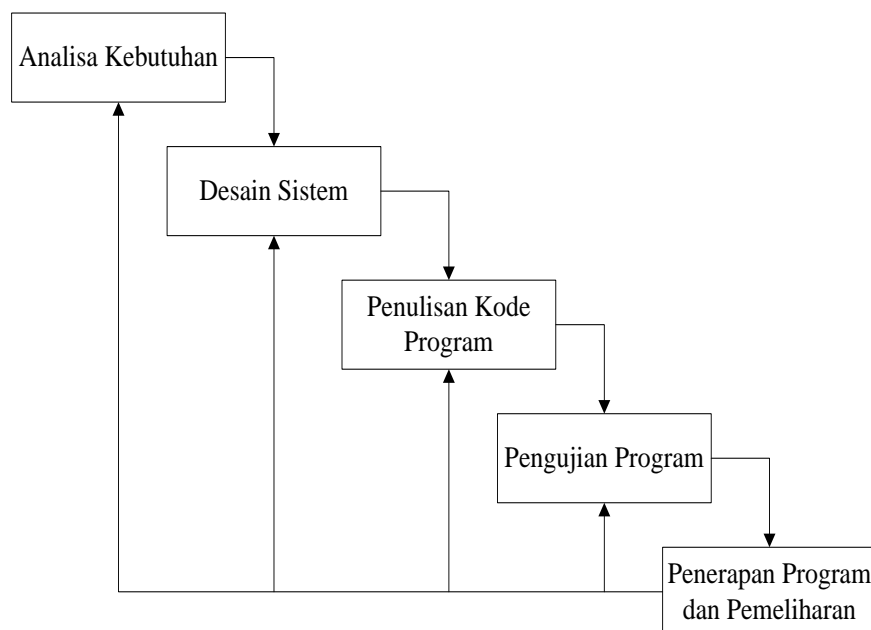 Analisa Kebutuhan
Desain Sistem
Penulisan Kode
Program
Pengujian Program
Penerapan Program
dan Pemeliharan